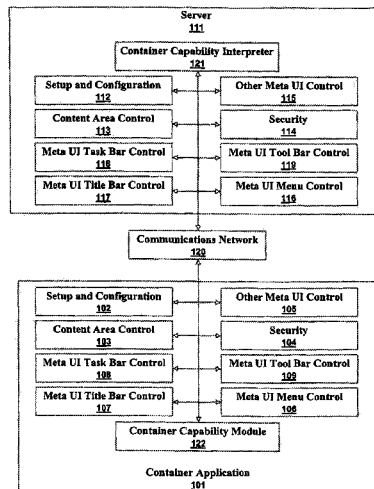 Server
111
Container Capability Interpreter
121
Setup and Configuration
112
Other Meta UI Control
115
Content Area Control
113
Security
114
Meta UI Task Bar Control
118
Meta UI Tool Bar Control
119
Meta UI Title Bar Control
117
Meta UI Menu Control
116
Communications Network
120
Setup and Configuration
102
Other Meta UI Control
105
Content Area Control
103
Security
104
Meta UI Task Bar Control
108
Meta UI Tool Bar Control
109
Meta UI Title Bar Control
107
Meta UI Menu Control
106
Container Capability Module
122
Container Application
101